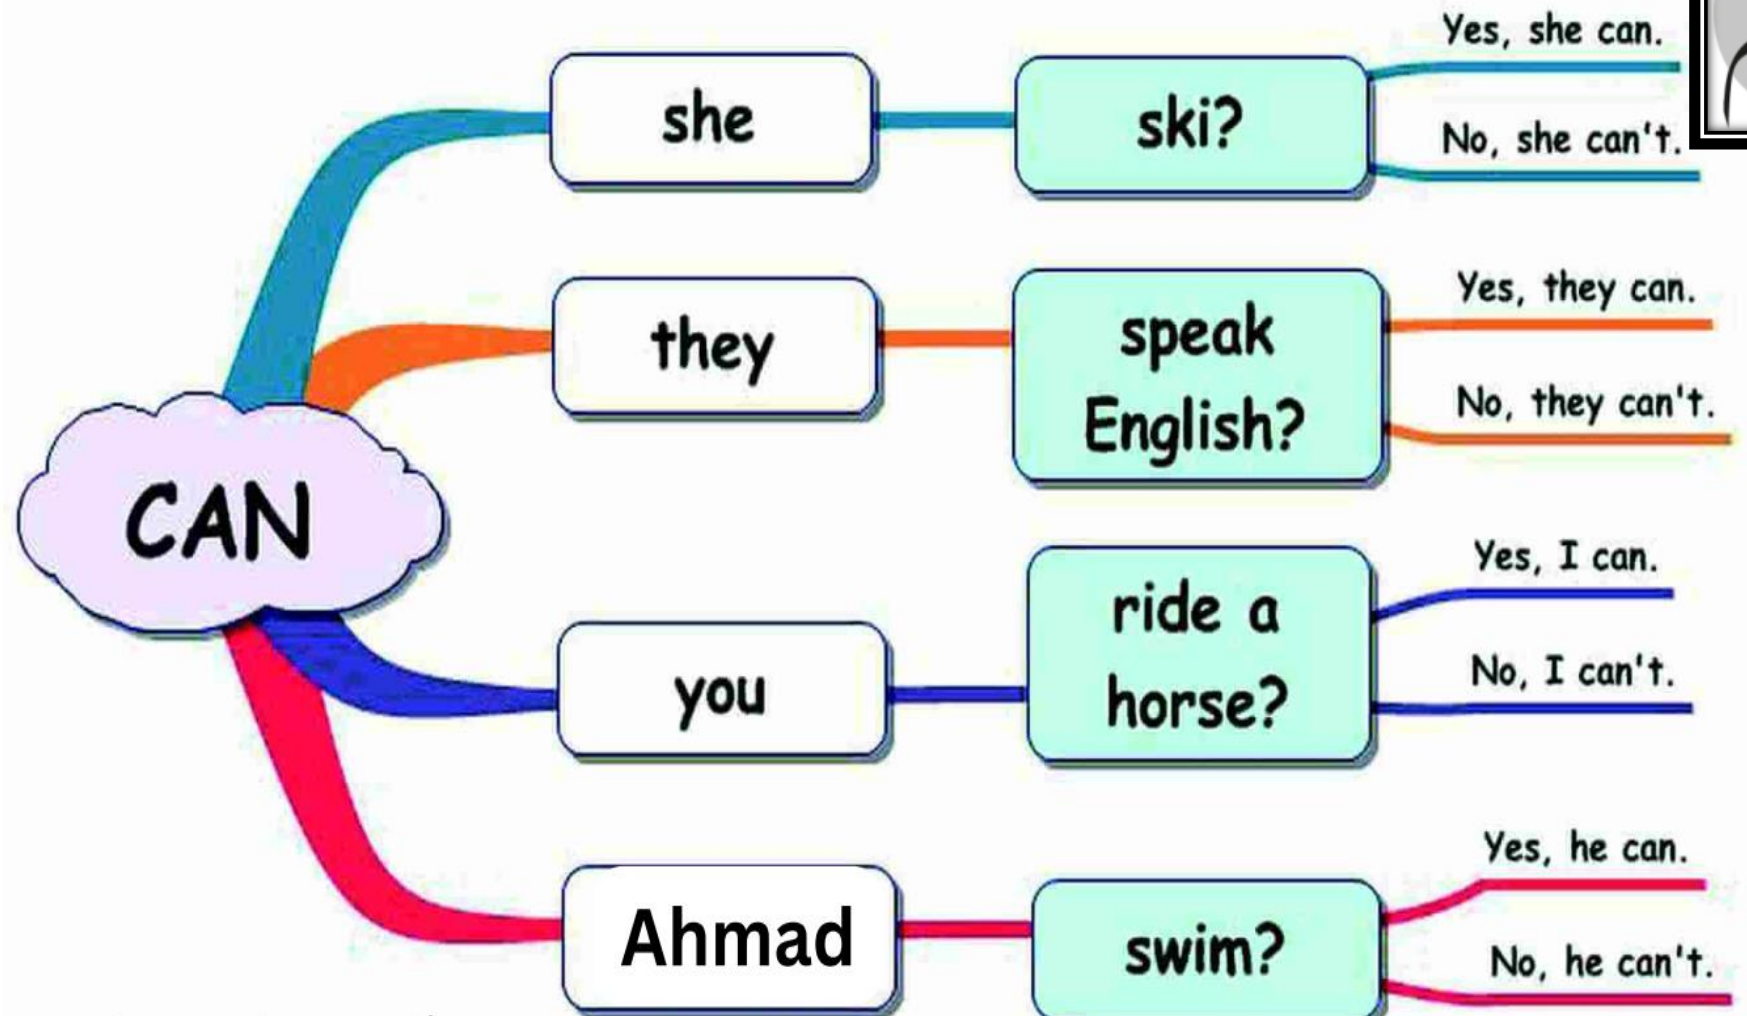 CAN
she
ski?
Yes, she can.
No, she can't.
they
speak
English?
Yes, they can.
No, they can't.
you
ride a
horse?
Yes, I can.
No, I can't.
Ahmad
swim?
Yes, he can.
No, he can't.